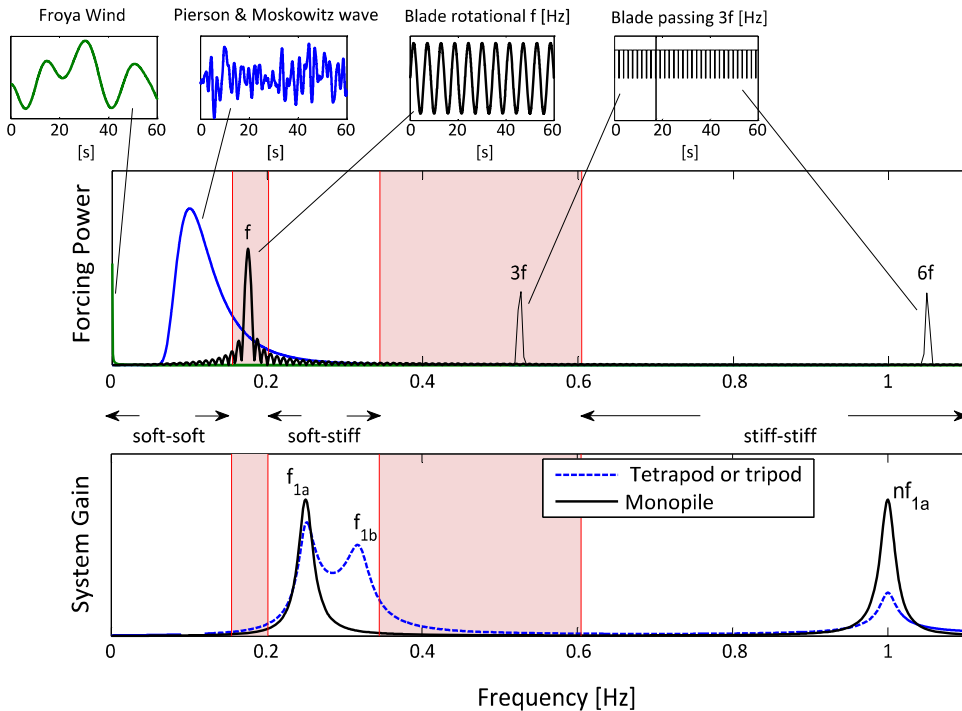 Froya Wind
Pierson & Moskowitz wave
Blade rotational f [Hz]
Blade passing 3f [Hz]
0 20 40 60
0 20 40 60
0 20 40 60
0 20 40 60
[s]
[s]
[s]
[s]
Forcing Power
f
3f
6f
0 0.2 0.4 0.6 0.8 1
soft-soft
soft-stiff
stiff-stiff
System Gain
f1a
f1b
nf1a
Tetrapod or tripod
Monopile
0 0.2 0.4 0.6 0.8 1
Frequency [Hz]